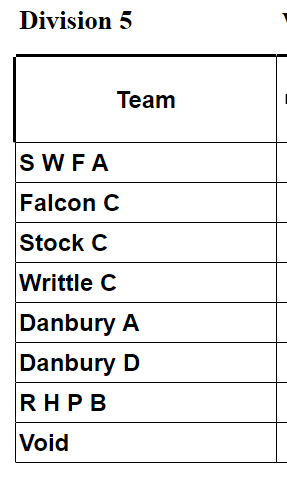 Division 5
Team
S W F A
Falcon C
Stock C
Writtle C
Danbury A
Danbury D
R H P B
Void